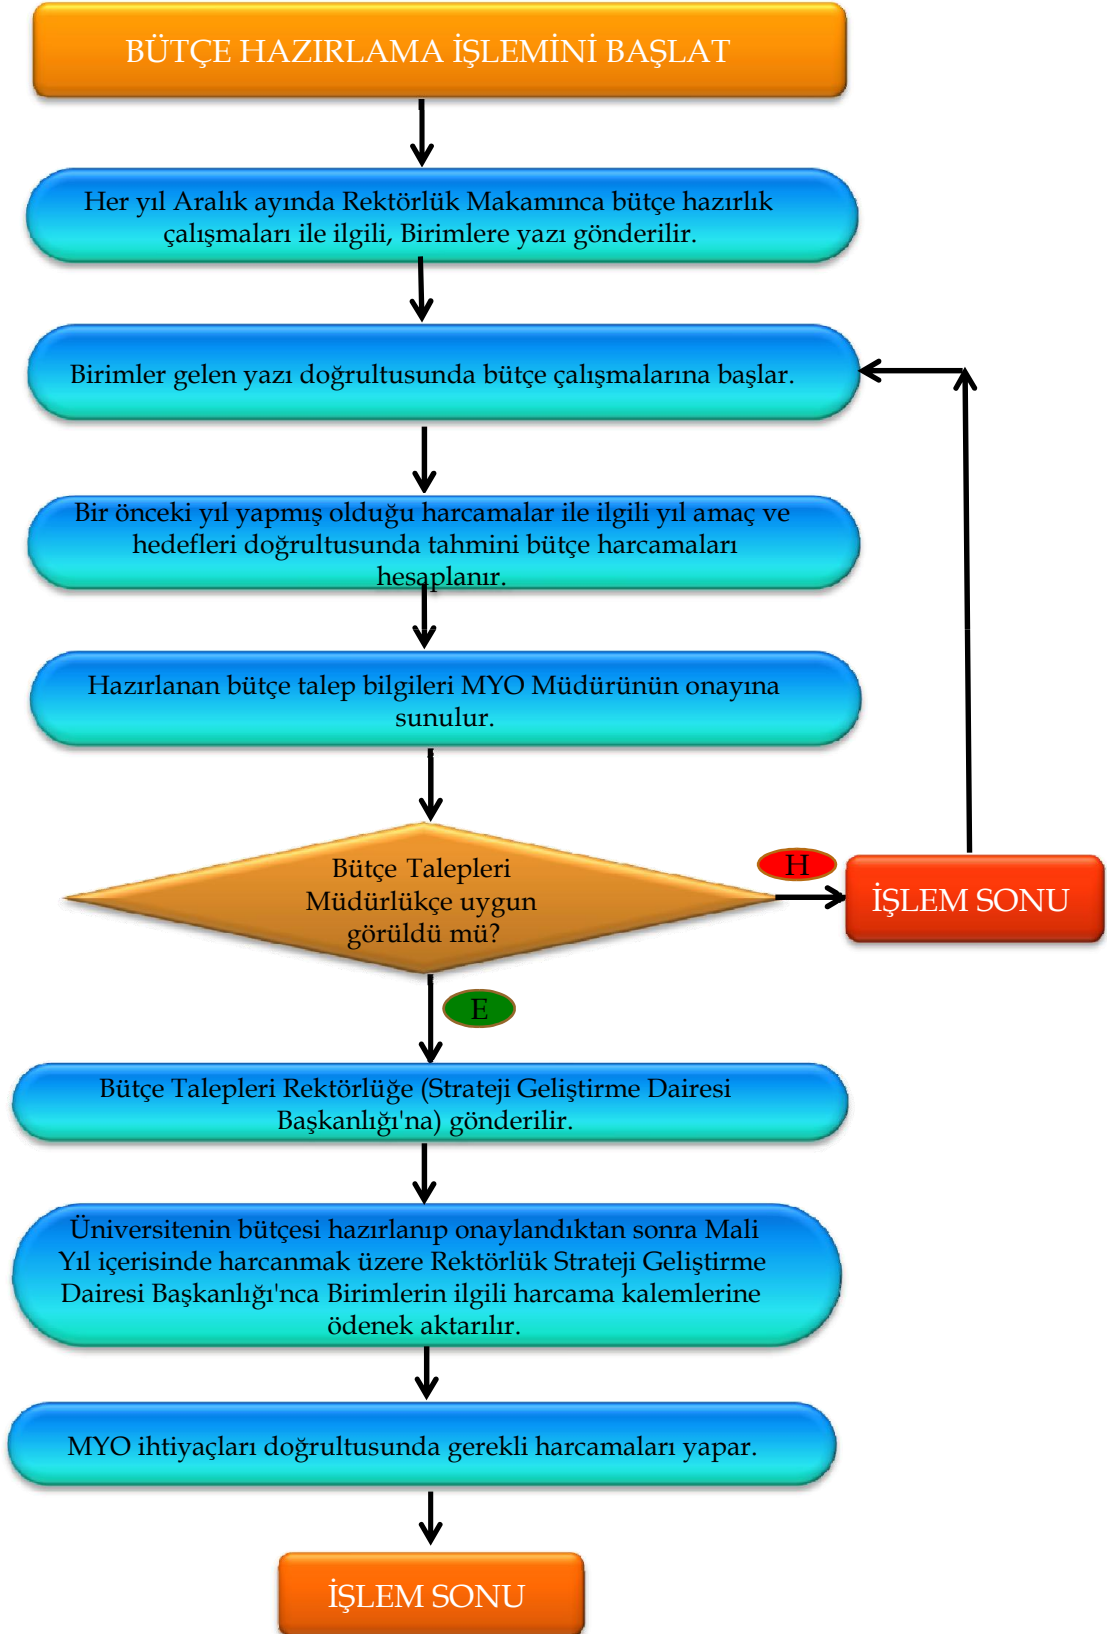 BÜTÇE HAZIRLAMA İŞLEMİNİ BAŞLAT
Her yıl Aralık ayında Rektörlük Makamınca bütçe hazırlık
çalışmaları ile ilgili, Birimlere yazı gönderilir.
Birimler gelen yazı doğrultusunda bütçe çalışmalarına başlar.
Bir önceki yıl yapmış olduğu harcamalar ile ilgili yıl amaç ve
hedefleri doğrultusunda tahmini bütçe harcamaları
hesaplanır.
Hazırlanan bütçe talep bilgileri MYO Müdürünün onayına
sunulur.
Bütçe Talepleri
Müdürlükçe uygun
görüldü mü?
H
İŞLEM SONU
E
Bütçe Talepleri Rektörlüğe (Strateji Geliştirme Dairesi
Başkanlığı'na) gönderilir.
Üniversitenin bütçesi hazırlanıp onaylandıktan sonra Mali
Yıl içerisinde harcanmak üzere Rektörlük Strateji Geliştirme
Dairesi Başkanlığı'nca Birimlerin ilgili harcama kalemlerine
ödenek aktarılır.
MYO ihtiyaçları doğrultusunda gerekli harcamaları yapar.
İŞLEM SONU